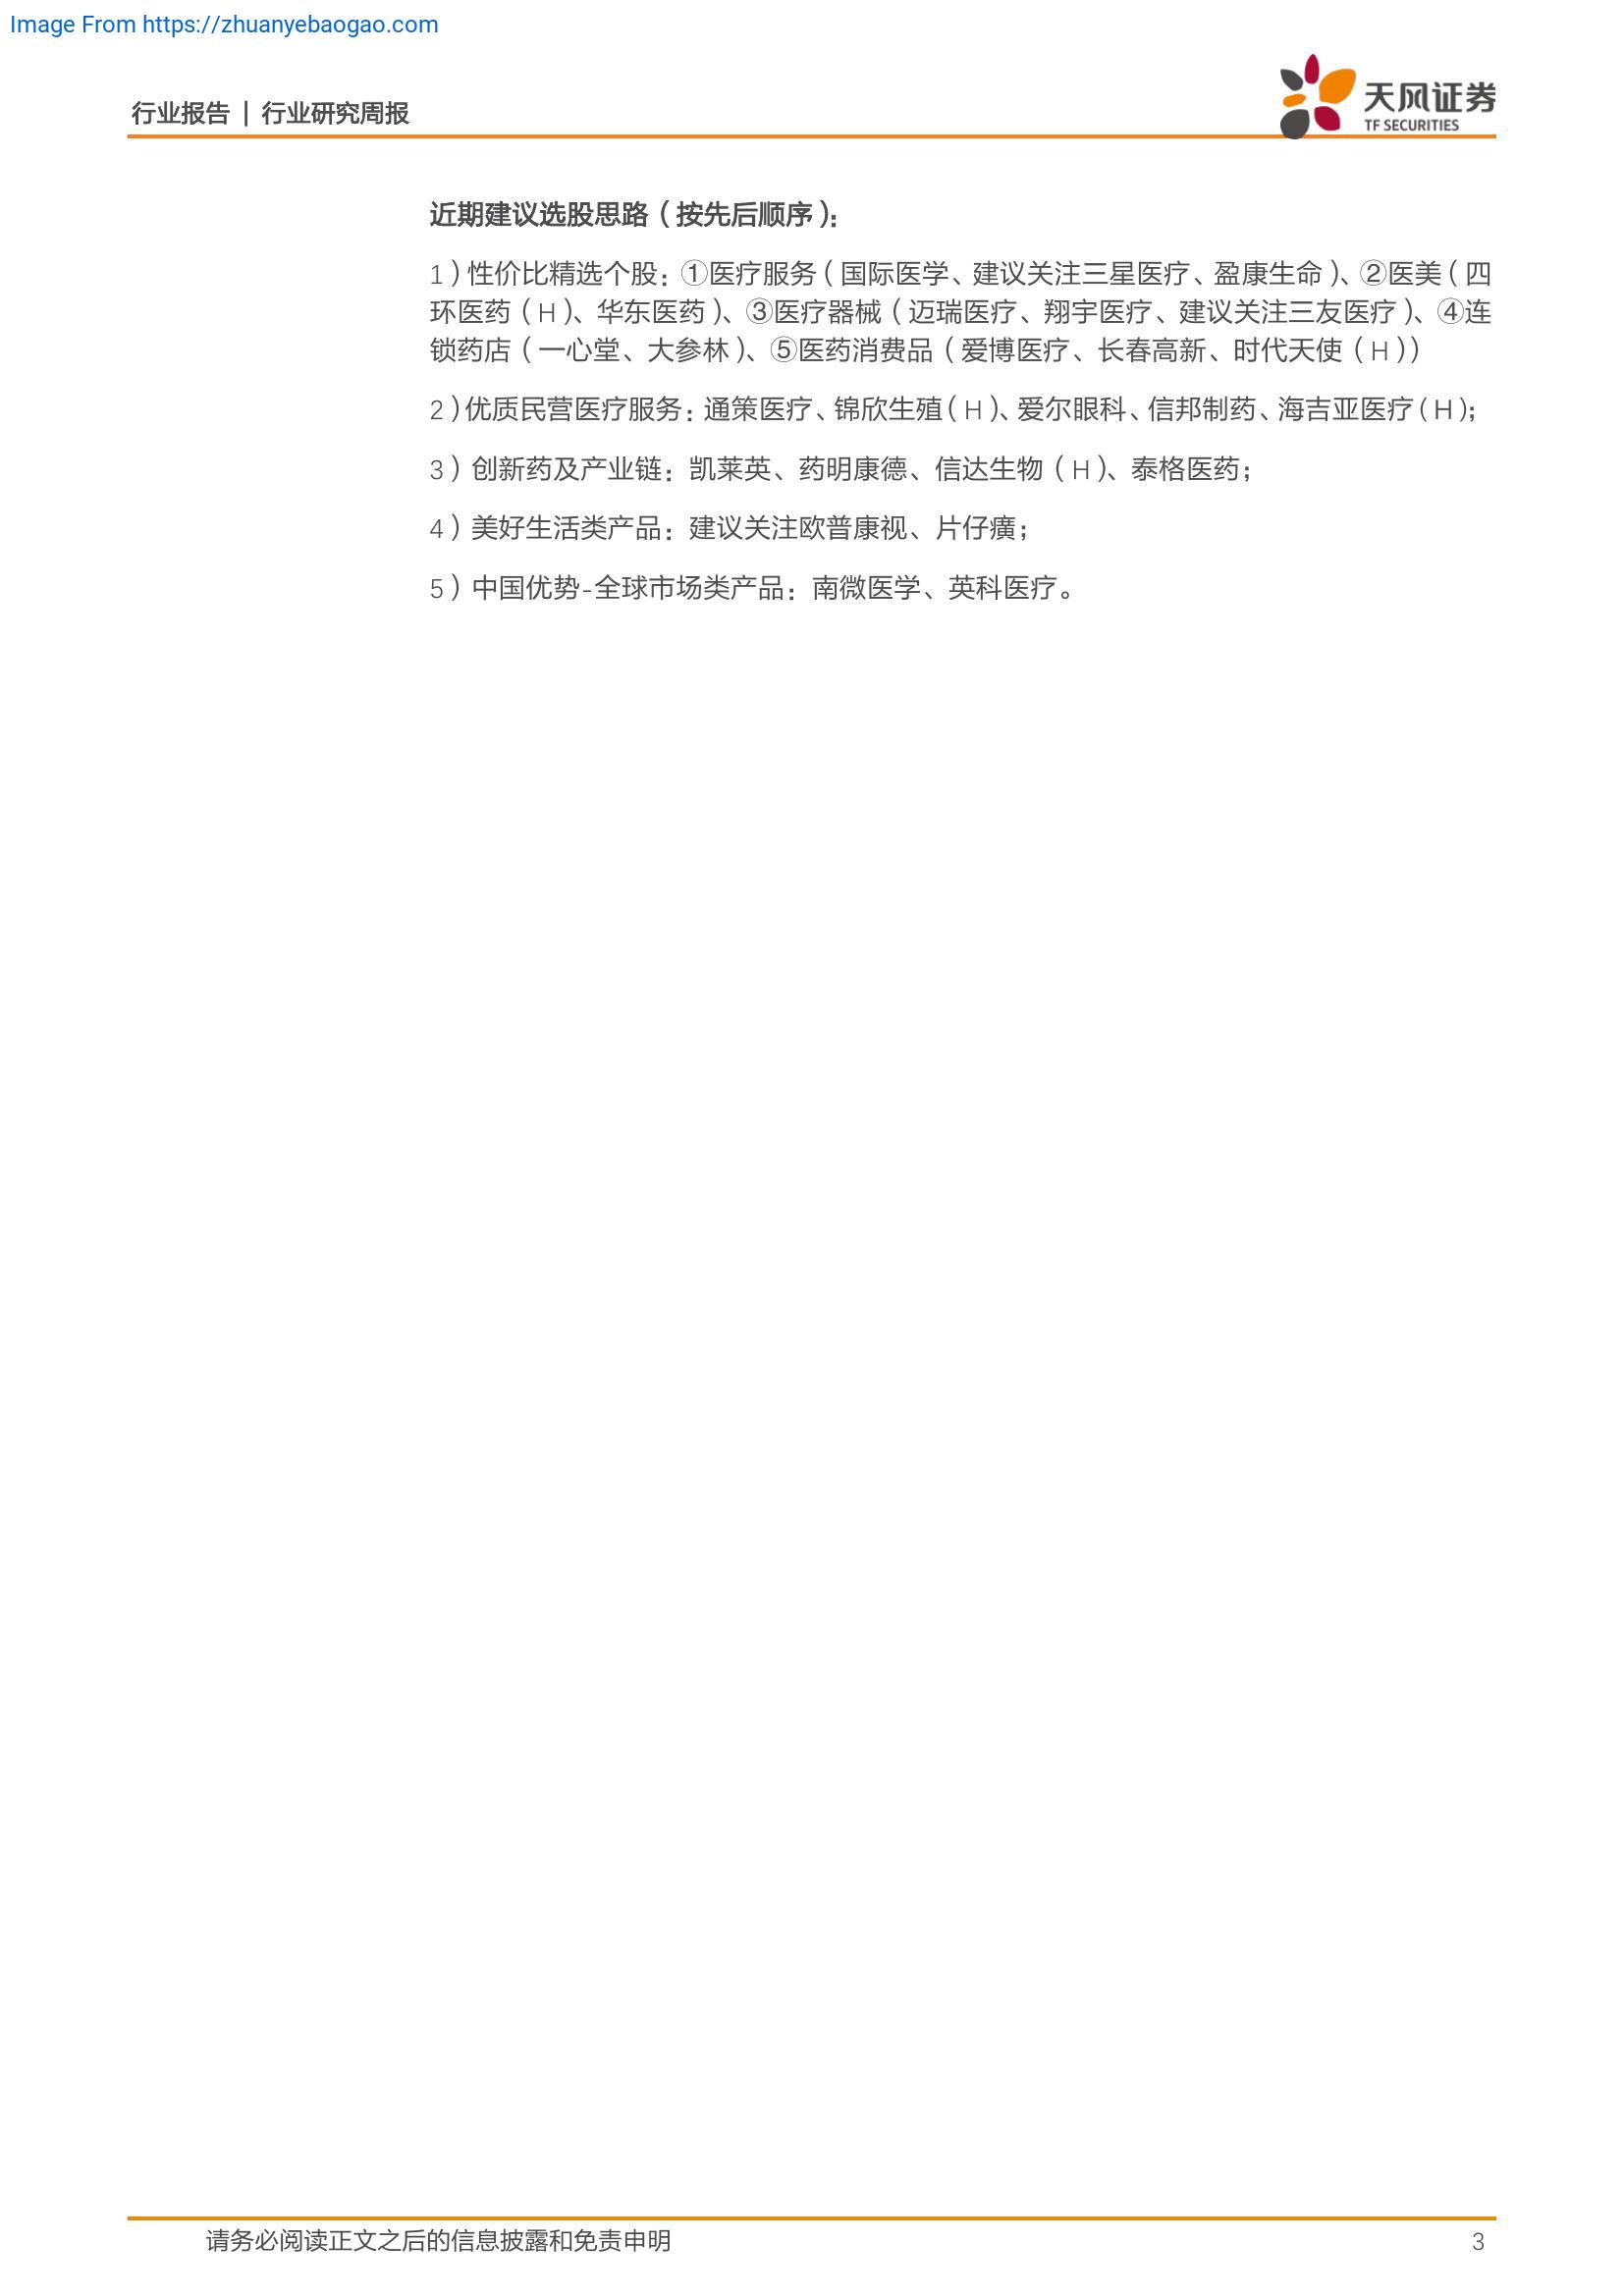 Image From https://zhuanyebaogao.com
行业报告 | 行业研究周报
天风证券
TF SECURITIES
近期建议选股思路（按先后顺序）：
1）性价比精选个股：①医疗服务（国际医学、建议关注三星医疗、盈康生命）、②医美（四
环医药（H）、华东医药）、③医疗器械（迈瑞医疗、翔宇医疗、建议关注三友医疗）、④连
锁药店（一心堂、大参林）、⑤医药消费品（爱博医疗、长春高新、时代天使（H））
2）优质民营医疗服务：通策医疗、锦欣生殖（H）、爱尔眼科、信邦制药、海吉亚医疗（H）；
3）创新药及产业链：凯莱英、药明康德、信达生物（H）、泰格医药；
4）美好生活类产品：建议关注欧普康视、片仔癀；
5）中国优势-全球市场类产品：南微医学、英科医疗。
请务必阅读正文之后的信息披露和免责申明
3